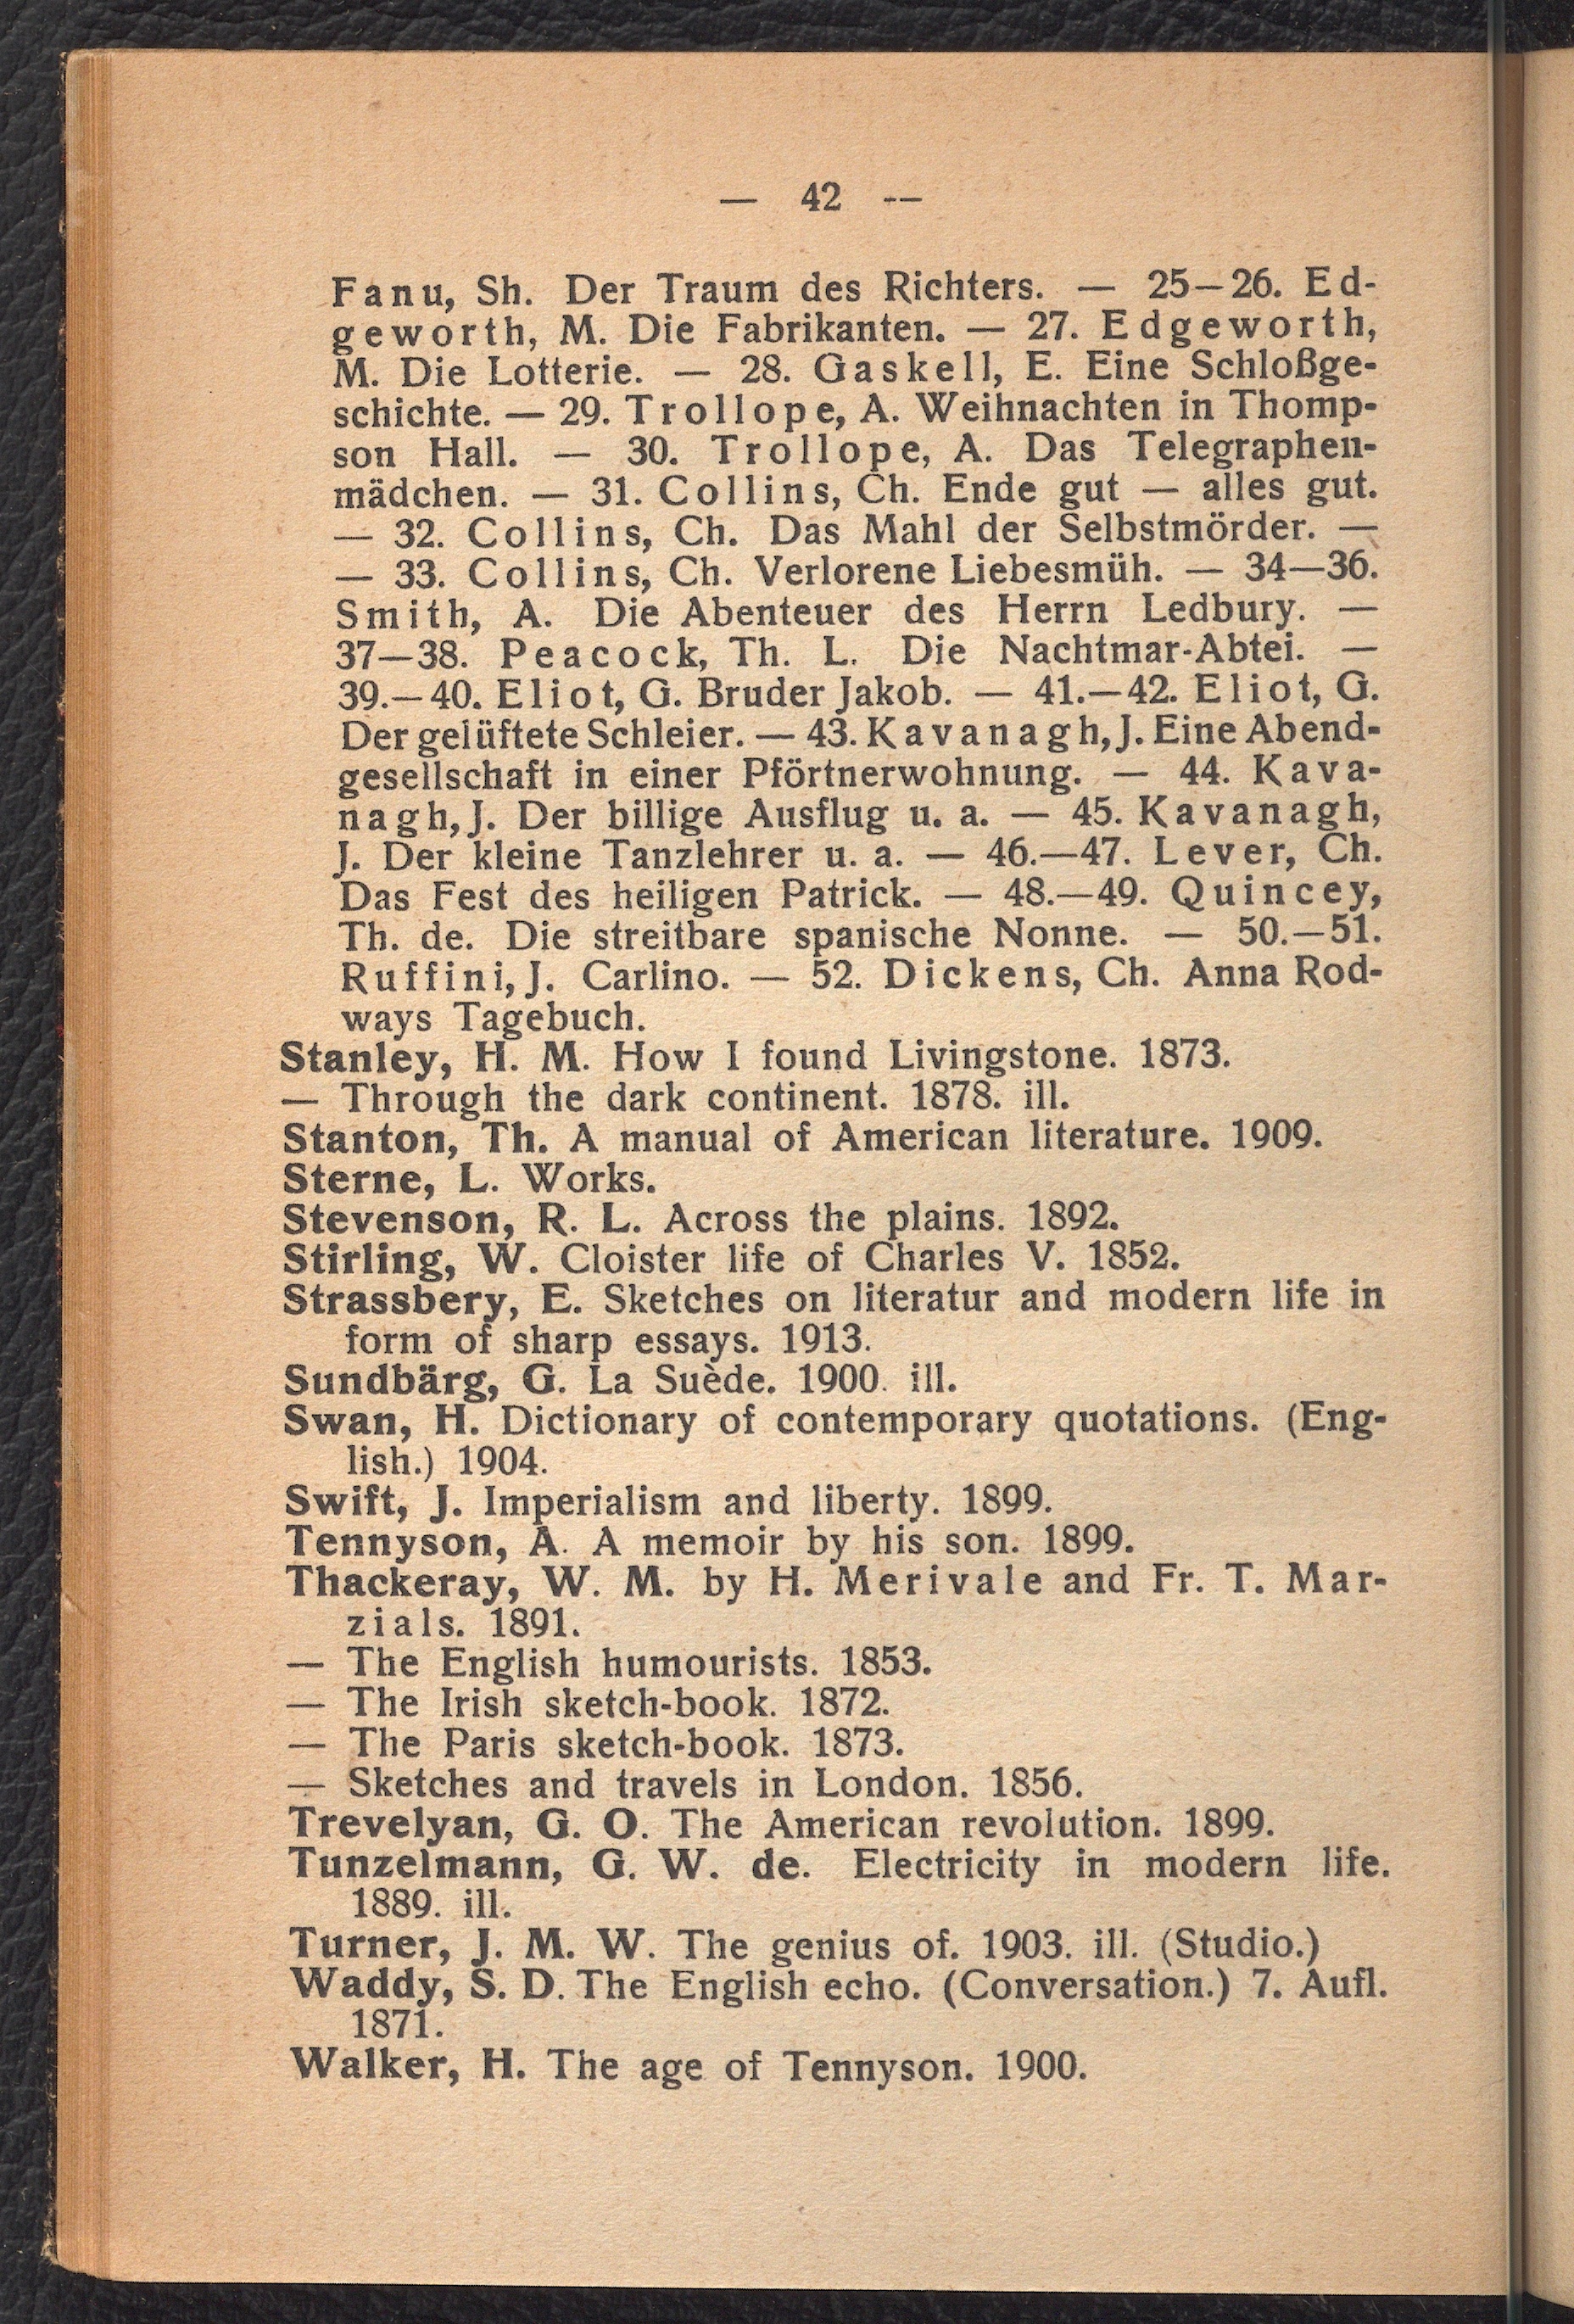 — 42 —
Fanu, Sh. Der Traum des Richters. — 25—26. Ed-
geworth, M. Die Fabrikanten. — 27. Edgeworth,
M. Die Lotterie. — 28. Gaskell, E. Eine Schloßge-
schichte. — 29. Trollope, A. Weihnachten in Thomp-
son Hall. — 30. Trollope, A. Das Telegraphen-
mädchen. — 31. Collins, Ch. Ende gut — alles gut.
— 32. Collins, Ch. Das Mahl der Selbstmörder. —
— 33. Collins, Ch. Verlorene Liebesmüh. — 34—36.
Smith, A. Die Abenteuer des Herrn Ledbury. —
37—38. Peacock, Th. L. Die Nachtmar-Abtei. —
39.—40. Eliot, G. Bruder Jakob. — 41.—42. Eliot, G.
Der gelüftete Schleier. — 43. Kavanagh, J. Eine Abend-
gesellschaft in einer Pförtnerwohnung. — 44. Kava-
nagh, J. Der billige Ausflug u. a. — 45. Kavanagh,
J. Der kleine Tanzlehrer u. a. — 46.—47. Lever, Ch.
Das Fest des heiligen Patrick. — 48.—49. Quincey,
Th. de. Die streitbare spanische Nonne. — 50.—51.
Ruffini, J. Carlino. — 52. Dickens, Ch. Anna Rod-
ways Tagebuch.
Stanley, H. M. How I found Livingstone. 1873.
— Through the dark continent. 1878. ill.
Stanton, Th. A manual of American literature. 1909.
Sterne, L. Works.
Stevenson, R. L. Across the plains. 1892.
Stirling, W. Cloister life of Charles V. 1852.
Strassbery, E. Sketches on literatur and modern life in
form of sharp essays. 1913.
Sundbärg, G. La Suède. 1900. ill.
Swan, H. Dictionary of contemporary quotations. (Eng-
lish.) 1904.
Swift, J. Imperialism and liberty. 1899.
Tennyson, A. A memoir by his son. 1899.
Thackeray, W. M. by H. Merivale and Fr. T. Mar-
zials. 1891.
— The English humourists. 1853.
— The Irish sketch-book. 1872.
— The Paris sketch-book. 1873.
— Sketches and travels in London. 1856.
Trevelyan, G. O. The American revolution. 1899.
Tunzelmann, G. W. de. Electricity in modern life.
1889. ill.
Turner, J. M. W. The genius of. 1903. ill. (Studio.)
Waddy, S. D. The English echo. (Conversation.) 7. Aufl.
1871.
Walker, H. The age of Tennyson. 1900.